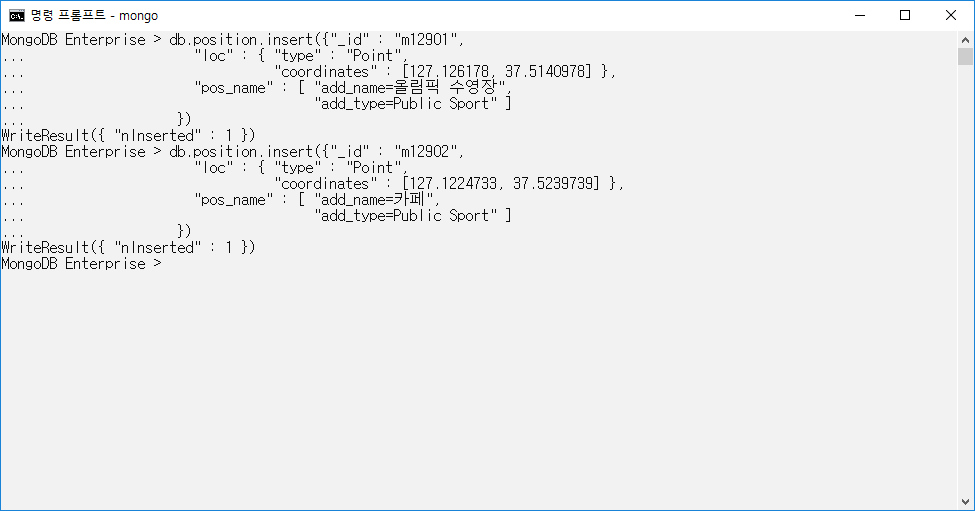 명령 프롬프트 - mongo
MongoDB Enterprise > db.position.insert({"_id" : "m12901",
...                     "loc" : { "type" : "Point",
...                               "coordinates" : [127.126178, 37.5140978] },
...                     "pos_name" : [ "add_name=올림픽 수영장",
...                                    "add_type=Public Sport" ]
...                   })
WriteResult({ "nInserted" : 1 })
MongoDB Enterprise > db.position.insert({"_id" : "m12902",
...                     "loc" : { "type" : "Point",
...                               "coordinates" : [127.1224733, 37.5239739] },
...                     "pos_name" : [ "add_name=카페",
...                                    "add_type=Public Sport" ]
...                   })
WriteResult({ "nInserted" : 1 })
MongoDB Enterprise >